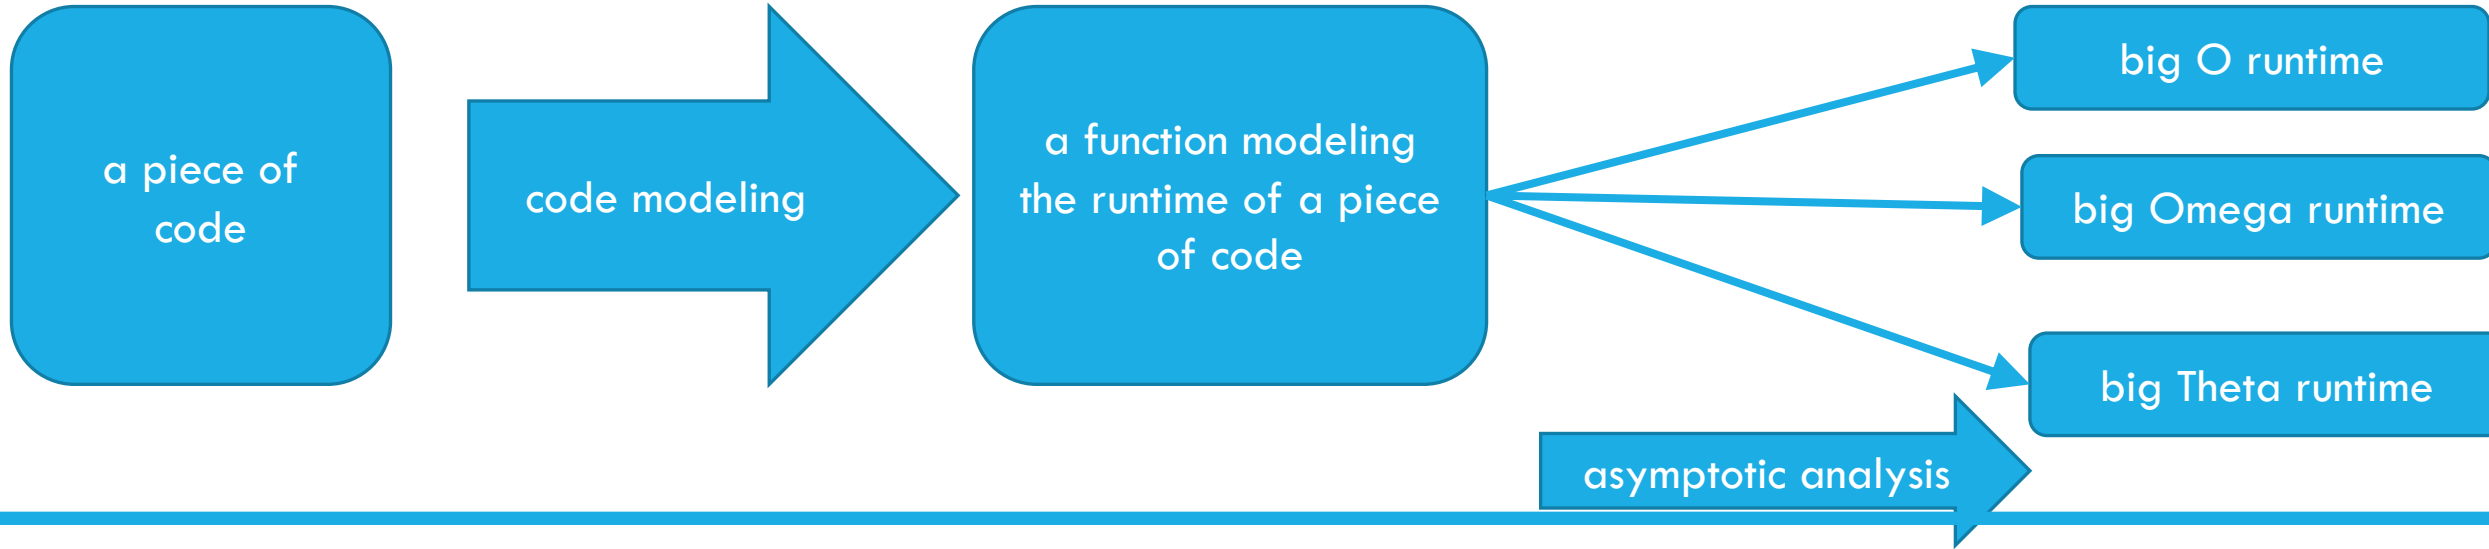 a piece of
code
code modeling
a function modeling
the runtime of a piece
of code
big O runtime
big Omega runtime
big Theta runtime
asymptotic analysis